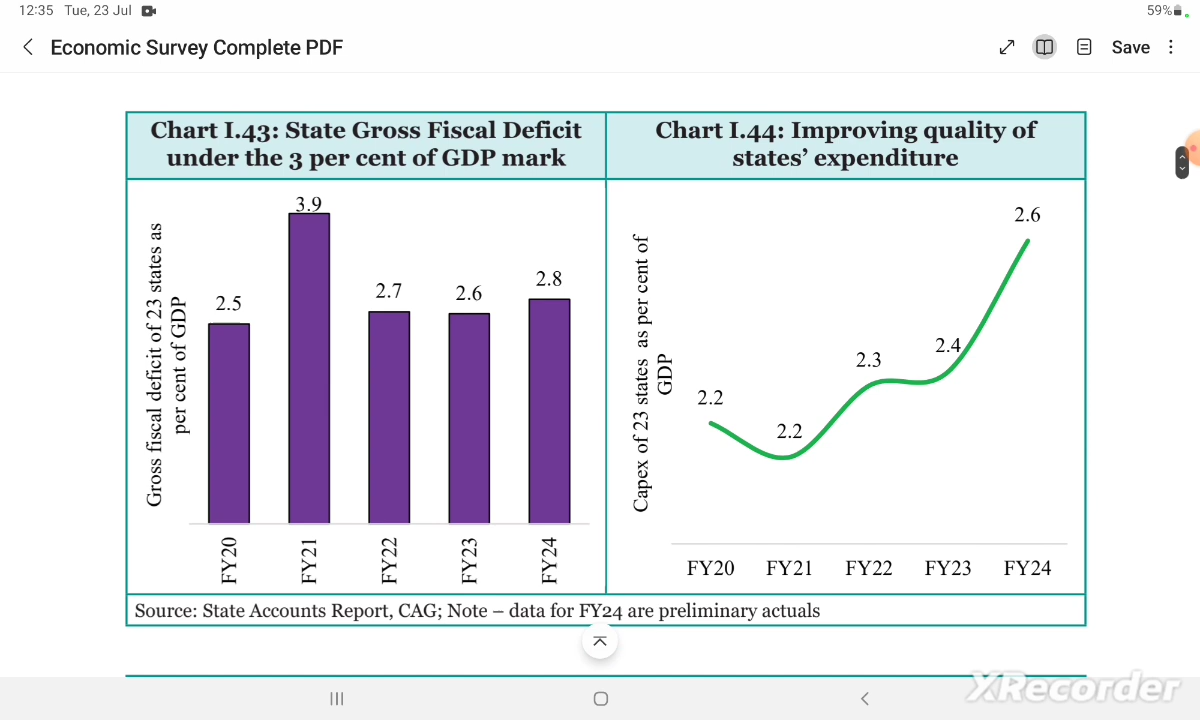 12:35 Tue, 23 Jul
59%
Economic Survey Complete PDF
Save
Chart I.43: State Gross Fiscal Deficit
under the 3 per cent of GDP mark
Chart I.44: Improving quality of
states’ expenditure
Gross fiscal deficit of 23 states as
per cent of GDP
2.5
3.9
2.7
2.6
2.8
FY20
FY21
FY22
FY23
FY24
Capex of 23 states as per cent of
GDP
2.2
2.2
2.3
2.4
2.6
FY20 FY21 FY22 FY23 FY24
Source: State Accounts Report, CAG; Note – data for FY24 are preliminary actuals
XRecorder